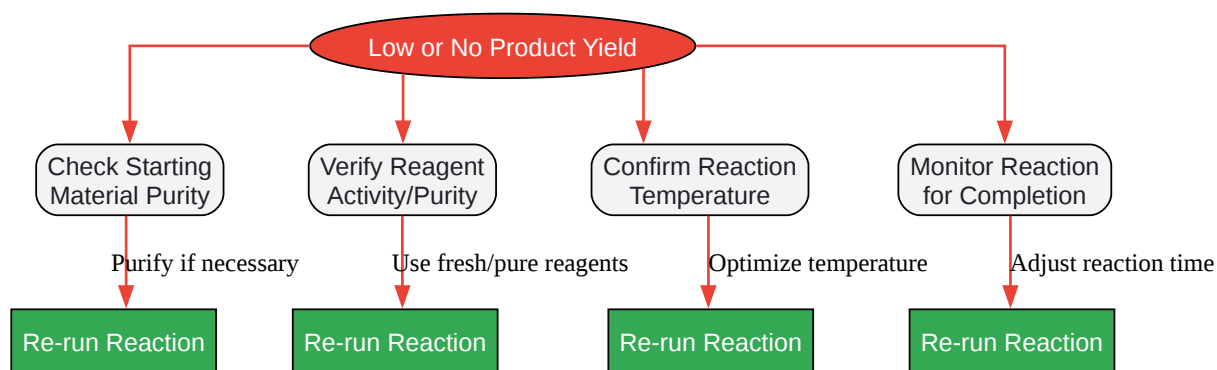 Low or No Product Yield
Check Starting
Material Purity
Verify Reagent
Activity/Purity
Confirm Reaction
Temperature
Monitor Reaction
for Completion
Purify if necessary
Use fresh/pure reagents
Optimize temperature
Adjust reaction time
Re-run Reaction
Re-run Reaction
Re-run Reaction
Re-run Reaction